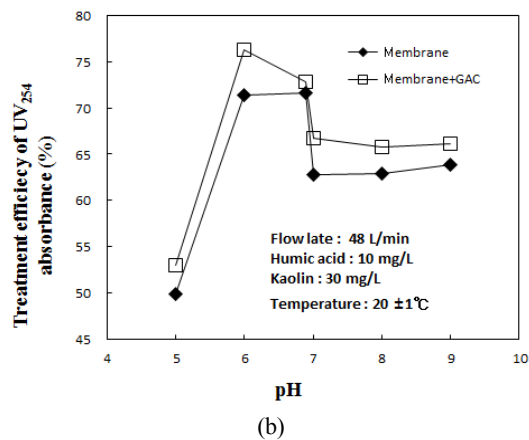 80
75
70
65
60
55
50
45
4
5
6
7
8
9
10
Treatment efficiecy of UV254
absorbance (%)
Membrane
Membrane+GAC
Flow late : 48 L/min
Humic acid : 10 mg/L
Kaolin : 30 mg/L
Temperature : 20 ±1℃
pH
(b)